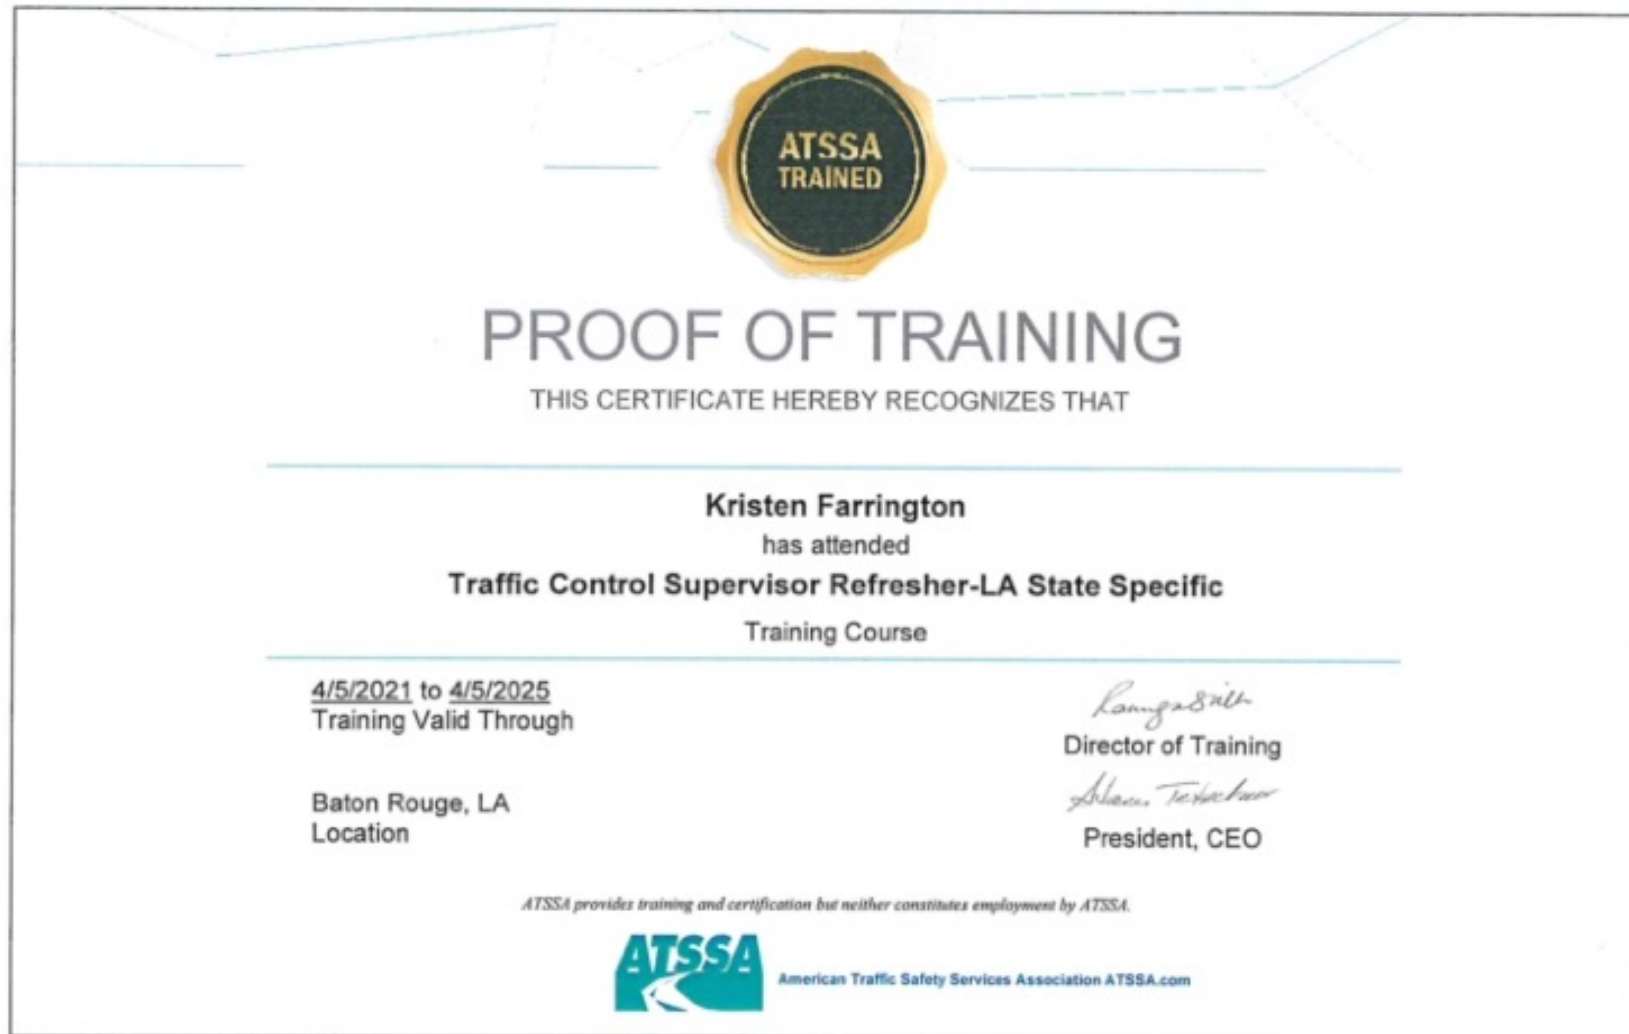 ATSSA
TRAINED
PROOF OF TRAINING
THIS CERTIFICATE HEREBY RECOGNIZES THAT
Kristen Farrington
has attended
Traffic Control Supervisor Refresher-LA State Specific
Training Course
4/5/2021 to 4/5/2025
Training Valid Through
Director of Training
Baton Rouge, LA
Location
President, CEO
ATSSA provides training and certification but neither constitutes employment by ATSSA.
ATSSA
American Traffic Safety Services Association ATSSA.com